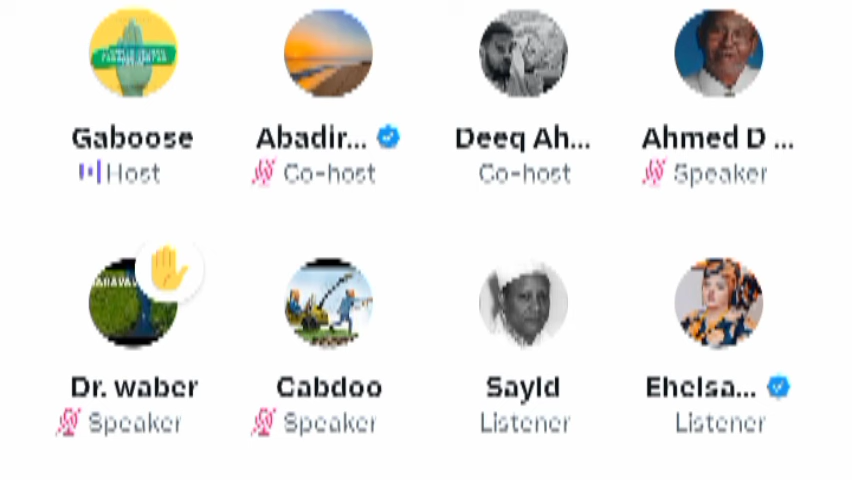 Gaboose
Abadir...
Deeq Ah...
Ahmed D ...
Host
Co-host
Co-host
Speaker
Dr. waber
Cabdoo
SayId
Ehelsa...
Speaker
Speaker
Listener
Listener